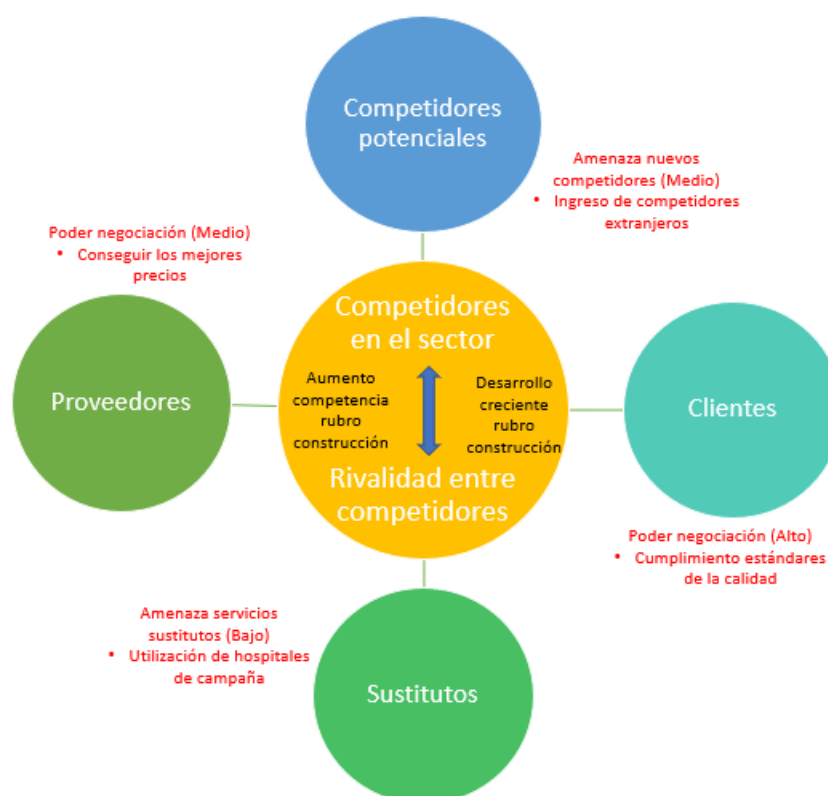 Competidores
potenciales
Amenaza nuevos
competidores (Medio)
• Ingreso de competidores
extranjeros
Poder negociación (Medio)
• Conseguir los mejores
precios
Proveedores
Competidores
en el sector
Aumento
competencia
rubro
construcción
Desarrollo
creciente
rubro
construcción
Rivalidad entre
competidores
Clientes
Poder negociación (Alto)
• Cumplimiento estándares
de la calidad
Amenaza servicios
sustitutos (Bajo)
• Utilización de hospitales
de campaña
Sustitutos